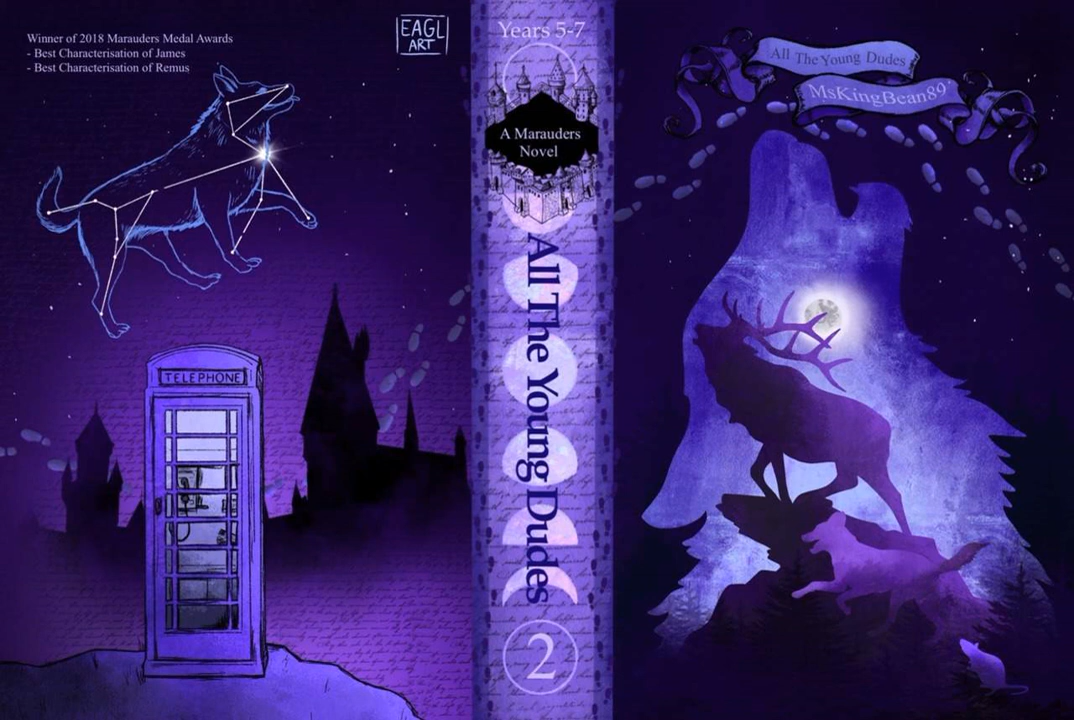 Winner of 2018 Marauders Medal Awards
- Best Characterisation of James
- Best Characterisation of Remus
EAGL
ART
TELEPHONE
Years 5-7
A Marauders
Novel
All The Young Dudes
2
All The Young Dudes
MsKingBean89